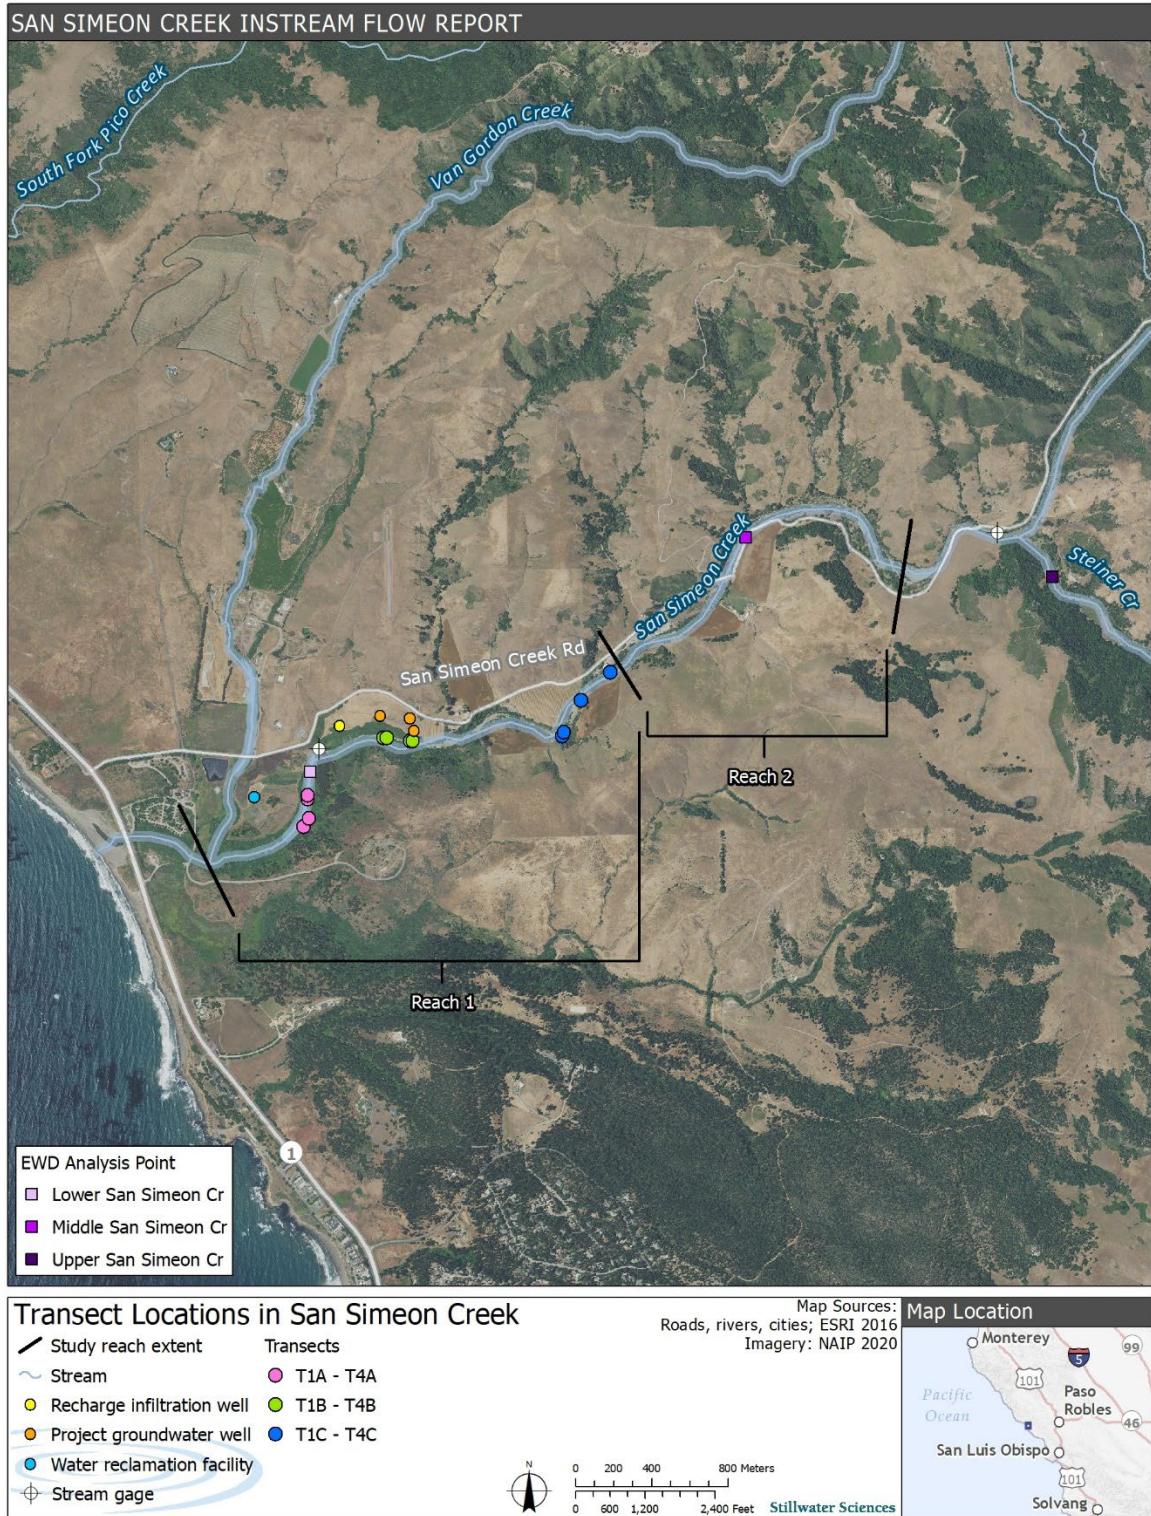 SAN SIMEON CREEK INSTREAM FLOW REPORT
South Fork Pico Creek
Van Gordon Creek
San Simeon Creek
Steiner Cr
San Simeon Creek Rd
Reach 2
Reach 1
1
EWD Analysis Point
Lower San Simeon Cr
Middle San Simeon Cr
Upper San Simeon Cr
Transect Locations in San Simeon Creek
Study reach extent
Stream
Recharge infiltration well
Project groundwater well
Water reclamation facility
Stream gage
Transects
T1A - T4A
T1B - T4B
T1C - T4C
Map Sources:
Roads, rivers, cities; ESRI 2016
Imagery: NAIP 2020
N
0 200 400 800 Meters
0 600 1,200 2,400 Feet
Stillwater Sciences
Map Location
Monterey
99
5
101
Pacific
Ocean
Paso
Robles
46
San Luis Obispo
101
Solvang